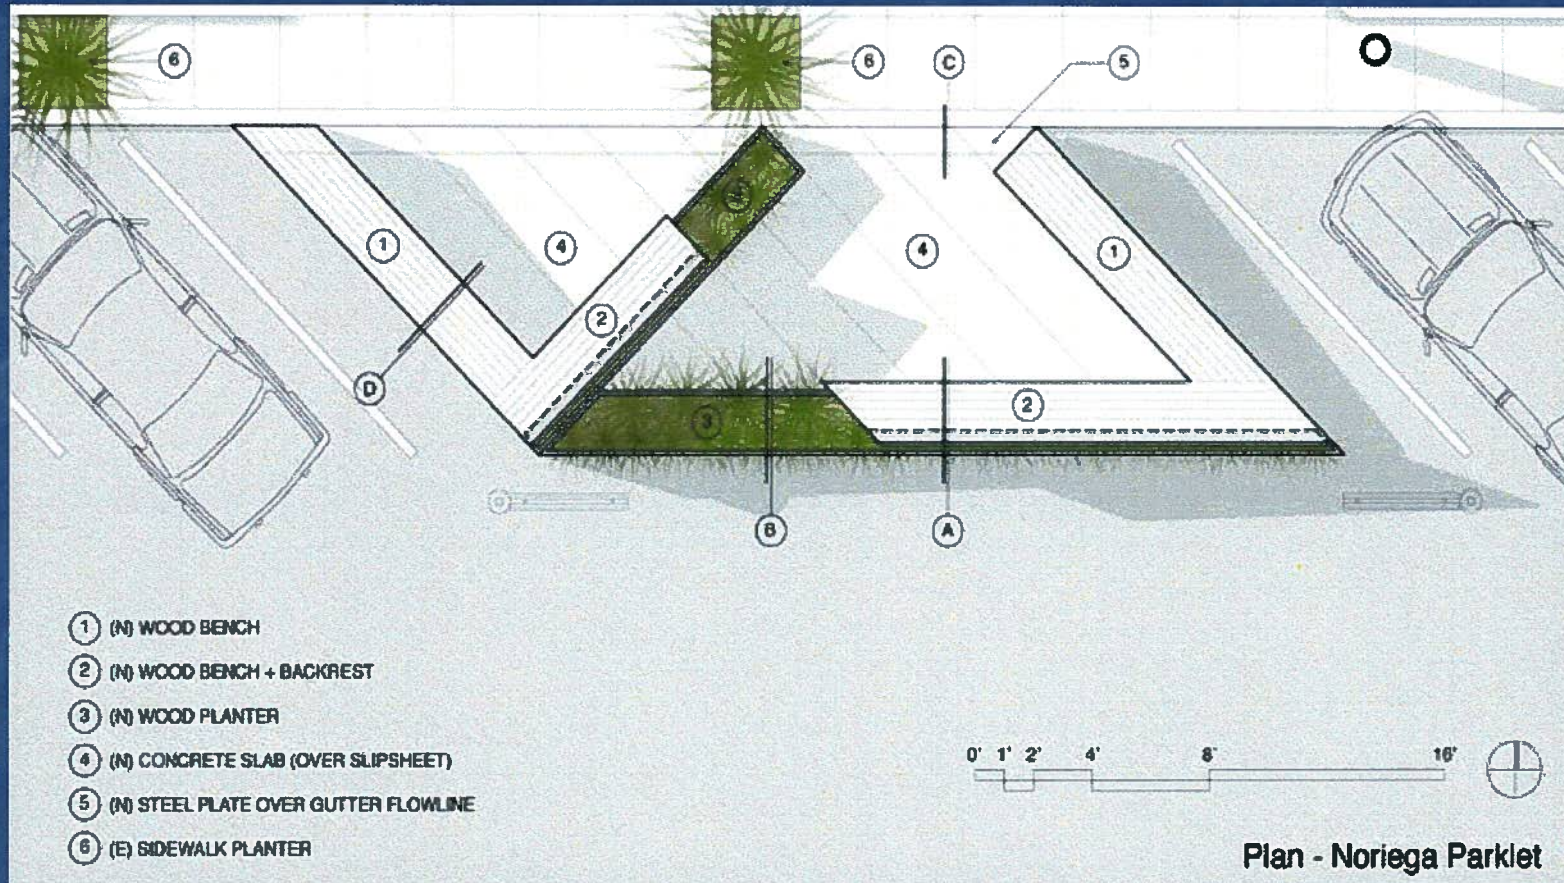 6
6
C
5
3
1
4
4
1
2
D
2
3
B
A
1 (N) WOOD BENCH
2 (N) WOOD BENCH + BACKREST
3 (N) WOOD PLANTER
4 (N) CONCRETE SLAB (OVER SLIPSHEET)
5 (N) STEEL PLATE OVER GUTTER FLOWLINE
6 (E) SIDEWALK PLANTER
0' 1' 2' 4' 8' 16'
Plan - Noriega Parklet